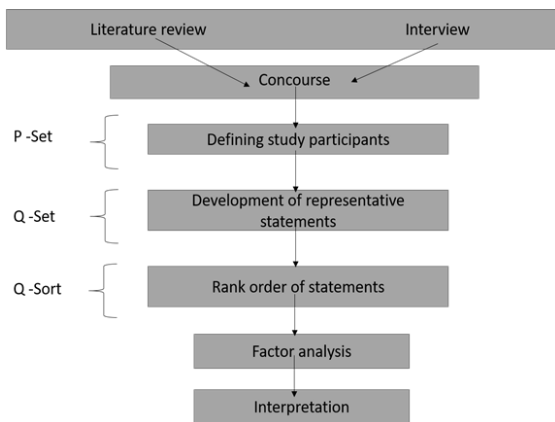 Literature review
Interview
Concourse
P -Set
Defining study participants
Q -Set
Development of representative
statements
Q -Sort
Rank order of statements
Factor analysis
Interpretation